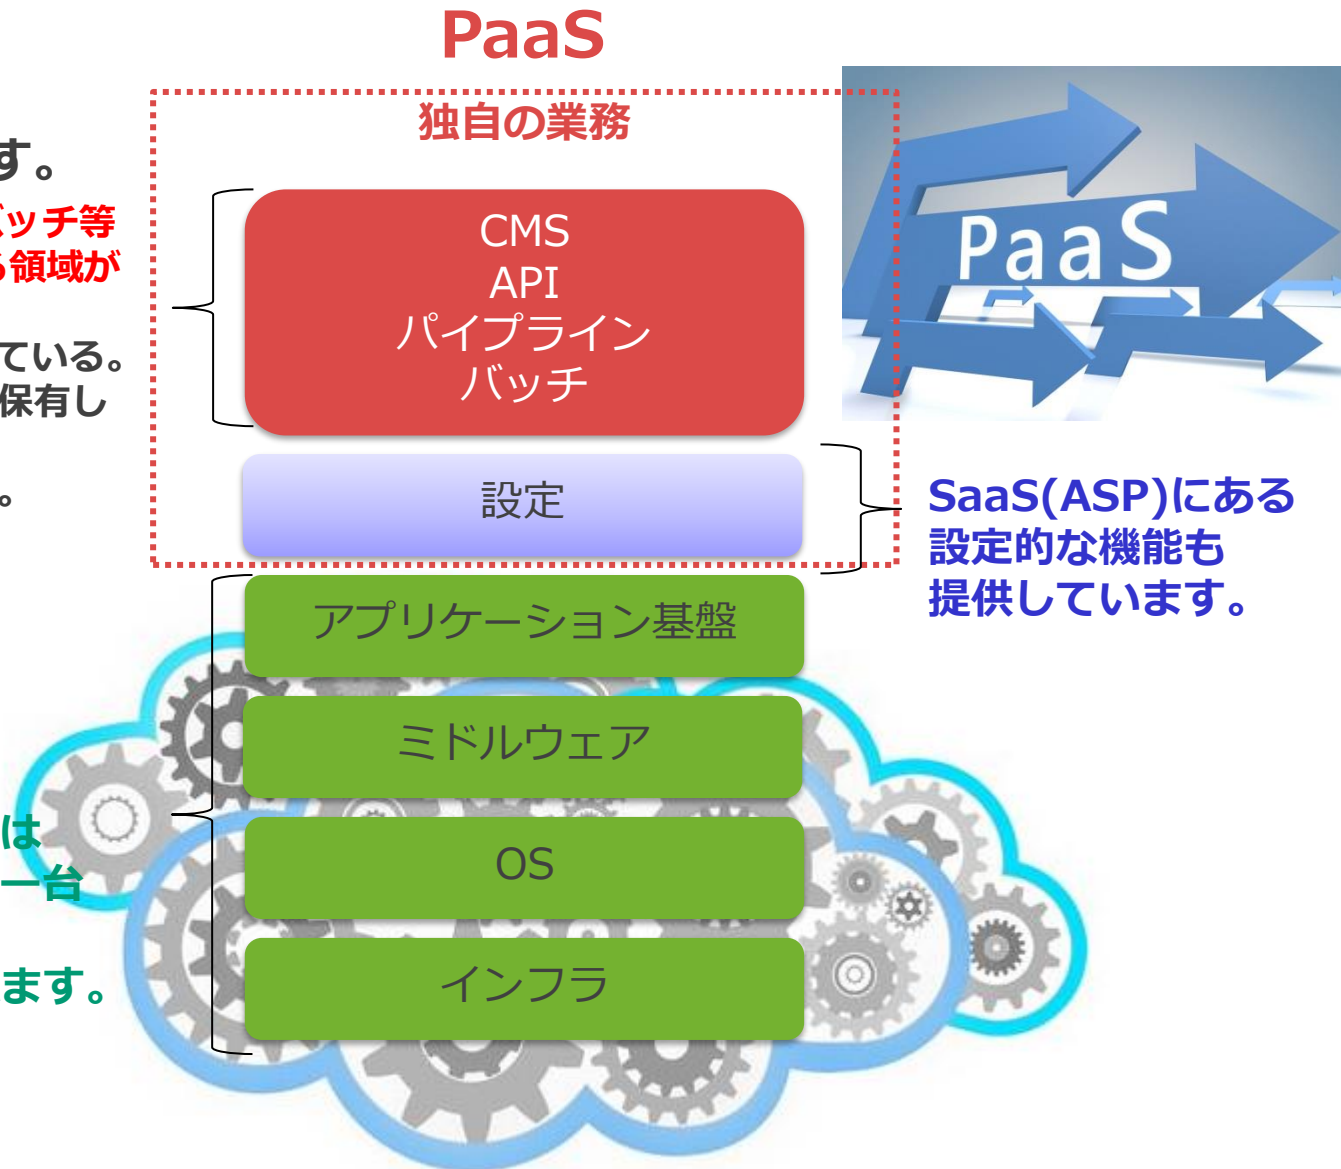 PaaS
独自の業務
す。
バッチ等
る領域が
ている。
保有し
。
CMS
API
パイプライン
バッチ
PaaS
設定
SaaS(ASP)にある
設定的な機能も
提供しています。
アプリケーション基盤
ミドルウェア
OS
インフラ
は
一台
ます。